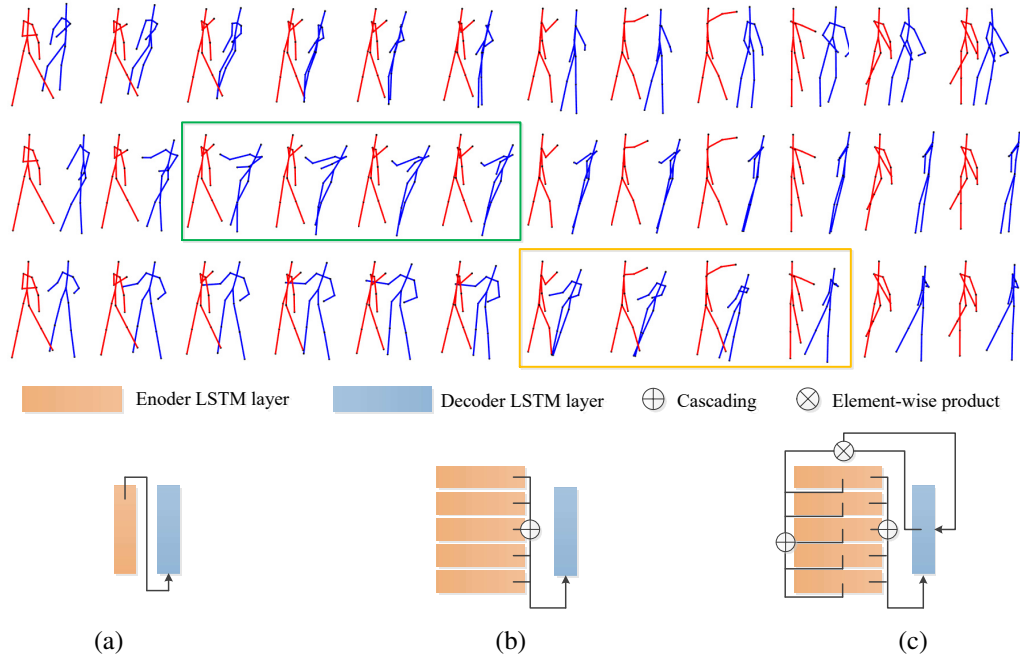 Enoder LSTM layer Decoder LSTM layer Cascading Element-wise product
(a) (b) (c)